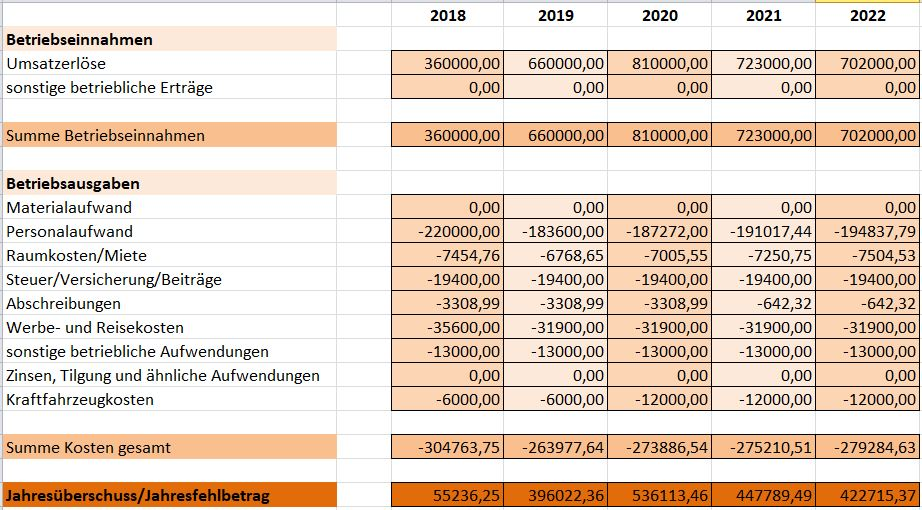 2018 2019 2020 2021 2022
Betriebseinnahmen
Umsatzerlöse 360000,00 660000,00 810000,00 723000,00 702000,00
sonstige betriebliche Erträge 0,00 0,00 0,00 0,00 0,00
Summe Betriebseinnahmen 360000,00 660000,00 810000,00 723000,00 702000,00
Betriebsausgaben
Materialaufwand 0,00 0,00 0,00 0,00 0,00
Personalaufwand -220000,00 -183600,00 -187272,00 -191017,44 -194837,79
Raumkosten/Miete -7454,76 -6768,65 -7005,55 -7250,75 -7504,53
Steuer/Versicherung/Beiträge -19400,00 -19400,00 -19400,00 -19400,00 -19400,00
Abschreibungen -3308,99 -3308,99 -3308,99 -642,32 -642,32
Werbe- und Reisekosten -35600,00 -31900,00 -31900,00 -31900,00 -31900,00
sonstige betriebliche Aufwendungen -13000,00 -13000,00 -13000,00 -13000,00 -13000,00
Zinsen, Tilgung und ähnliche Aufwendungen 0,00 0,00 0,00 0,00 0,00
Kraftfahrzeugkosten -6000,00 -6000,00 -12000,00 -12000,00 -12000,00
Summe Kosten gesamt -304763,75 -263977,64 -273886,54 -275210,51 -279284,63
Jahresüberschuss/Jahresfehlbetrag 55236,25 396022,36 536113,46 447789,49 422715,37